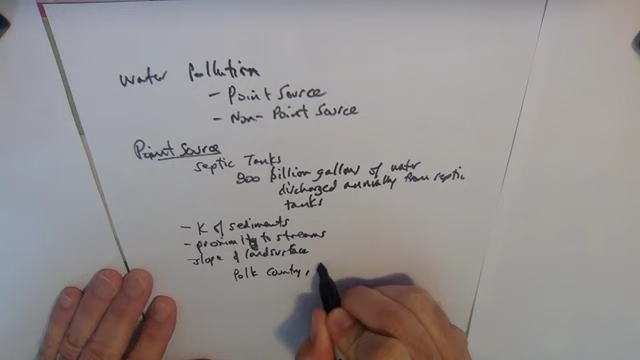 Water Pollution
- Point Source
- Non-Point Source
Point Source
Septic Tanks
800 billion gallons of water
discharged annually from septic
tanks
- K of sediments
- proximity to streams
- slope of landsurface
Polk County,